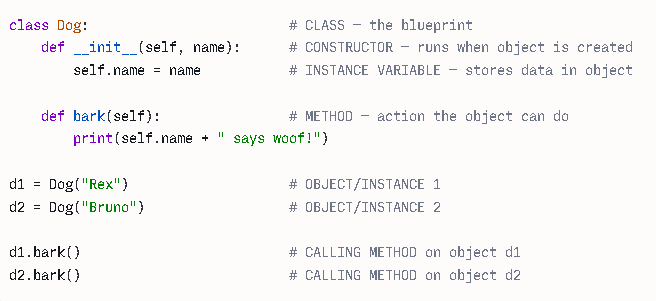 class Dog:                         # CLASS — the blueprint
    def __init__(self, name):      # CONSTRUCTOR — runs when object is created
        self.name = name           # INSTANCE VARIABLE — stores data in object
    def bark(self):                # METHOD — action the object can do
        print(self.name + " says woof!")
d1 = Dog("Rex")                    # OBJECT/INSTANCE 1
d2 = Dog("Bruno")                  # OBJECT/INSTANCE 2
d1.bark()                          # CALLING METHOD on object d1
d2.bark()                          # CALLING METHOD on object d2